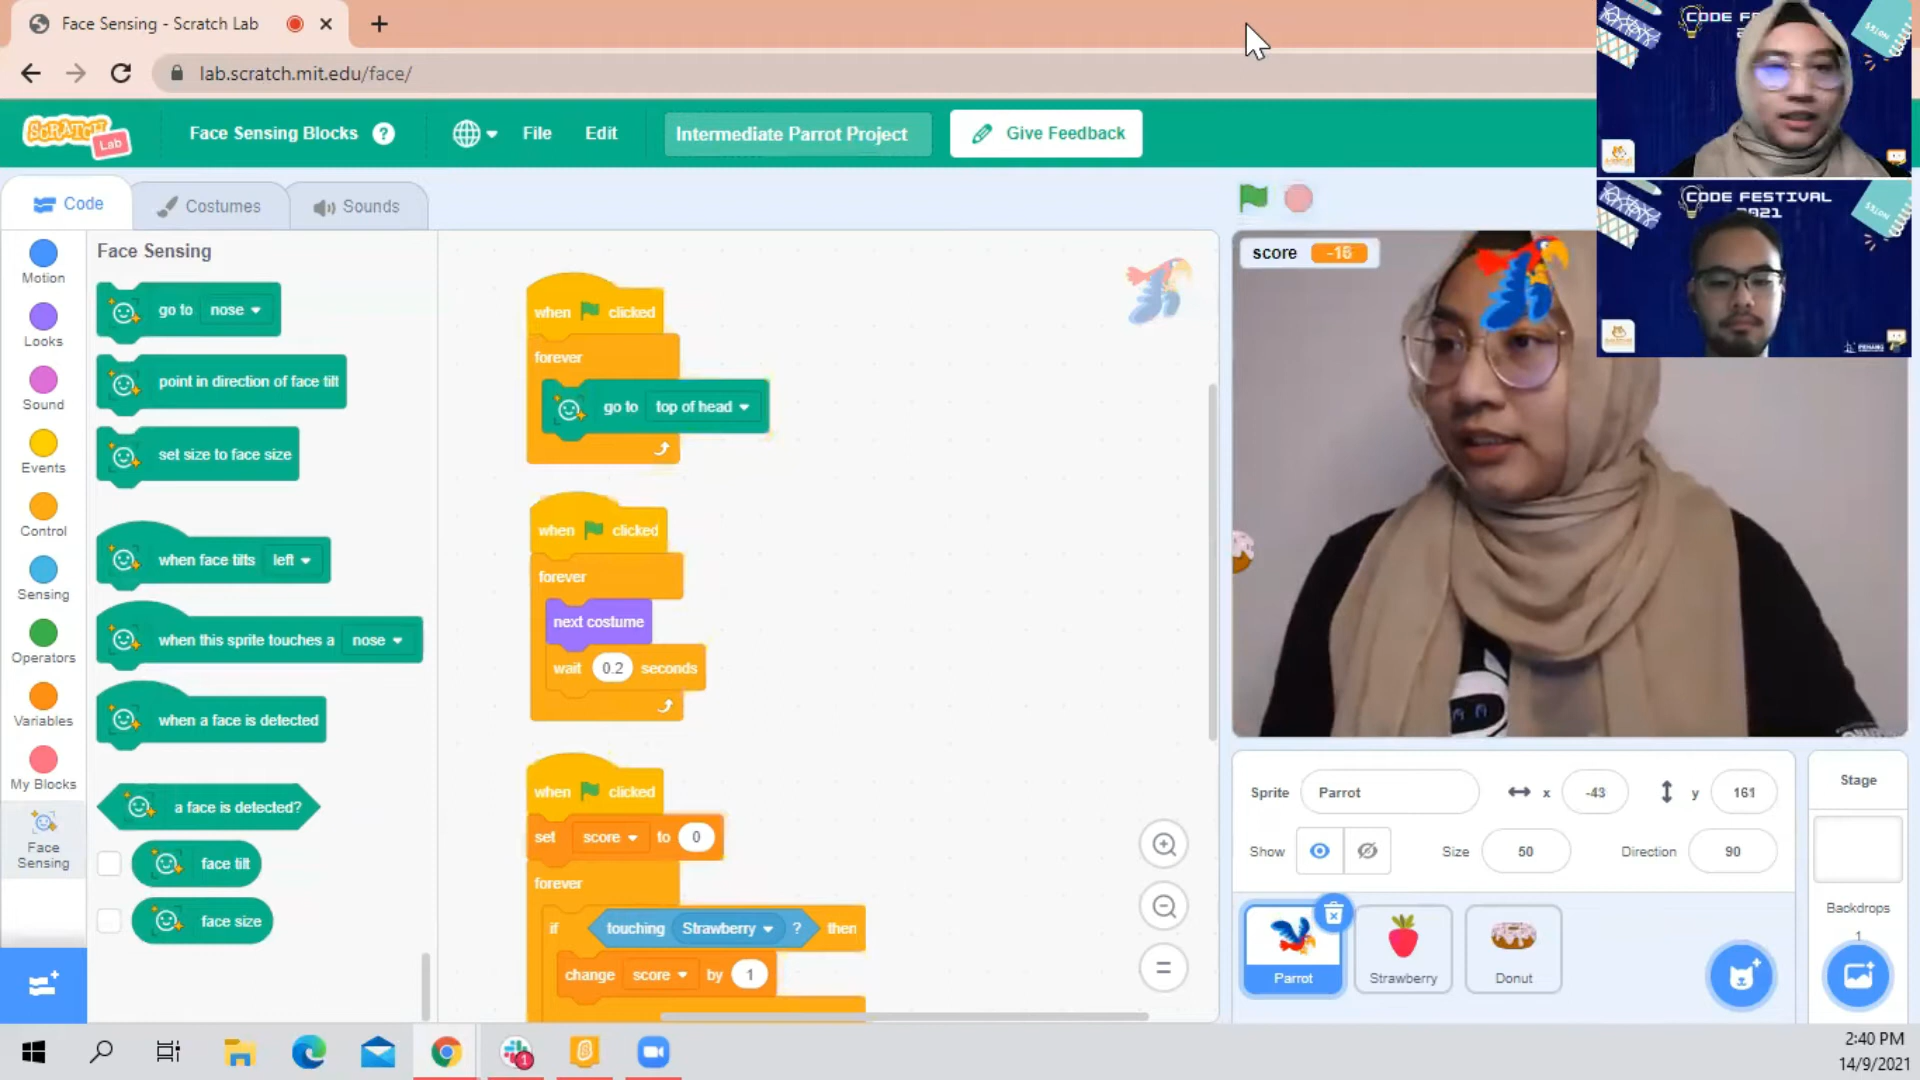 Face Sensing - Scratch Lab
lab.scratch.mit.edu/face/
SCRATCH Lab
Face Sensing Blocks ?
File
Edit
Intermediate Parrot Project
Give Feedback
Code
Costumes
Sounds
Motion
Looks
Sound
Events
Control
Sensing
Operators
Variables
My Blocks
Face Sensing
Face Sensing
go to nose
point in direction of face tilt
set size to face size
when face tilts left
when this sprite touches a nose
when a face is detected
a face is detected?
face tilt
face size
when clicked
forever
go to top of head
when clicked
forever
next costume
wait 0.2 seconds
when clicked
set score to 0
forever
if touching Strawberry ? then
change score by 1
score -16
CODE FESTIVAL
2021
NOTES
Sprite Parrot x -43 y 161
Show Size 50 Direction 90
Parrot
Strawberry
Donut
Stage
Backdrops
1
1
2:40 PM
14/9/2021